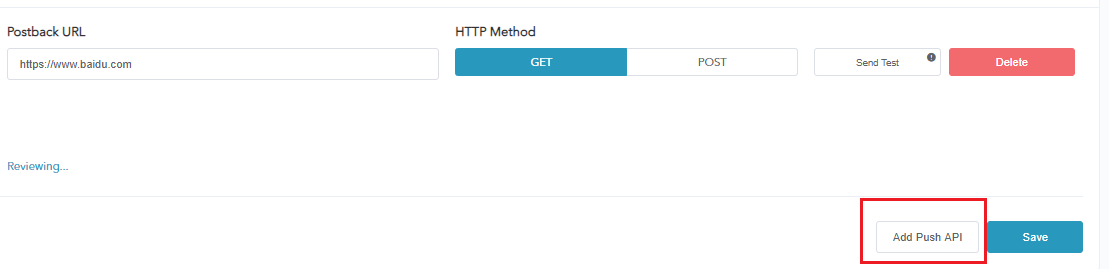 Postback URL
HTTP Method
https://www.baidu.com
GET
POST
Send Test
Delete
Reviewing...
Add Push API
Save